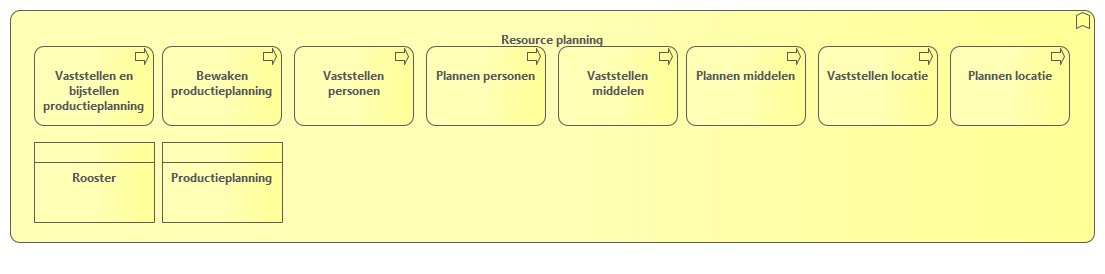 Resource planning
Vaststellen en
bijstellen
productieplanning
Bewaken
productieplanning
Vaststellen
personen
Plannen personen
Vaststellen
middelen
Plannen middelen
Vaststellen locatie
Plannen locatie
Rooster
Productieplanning